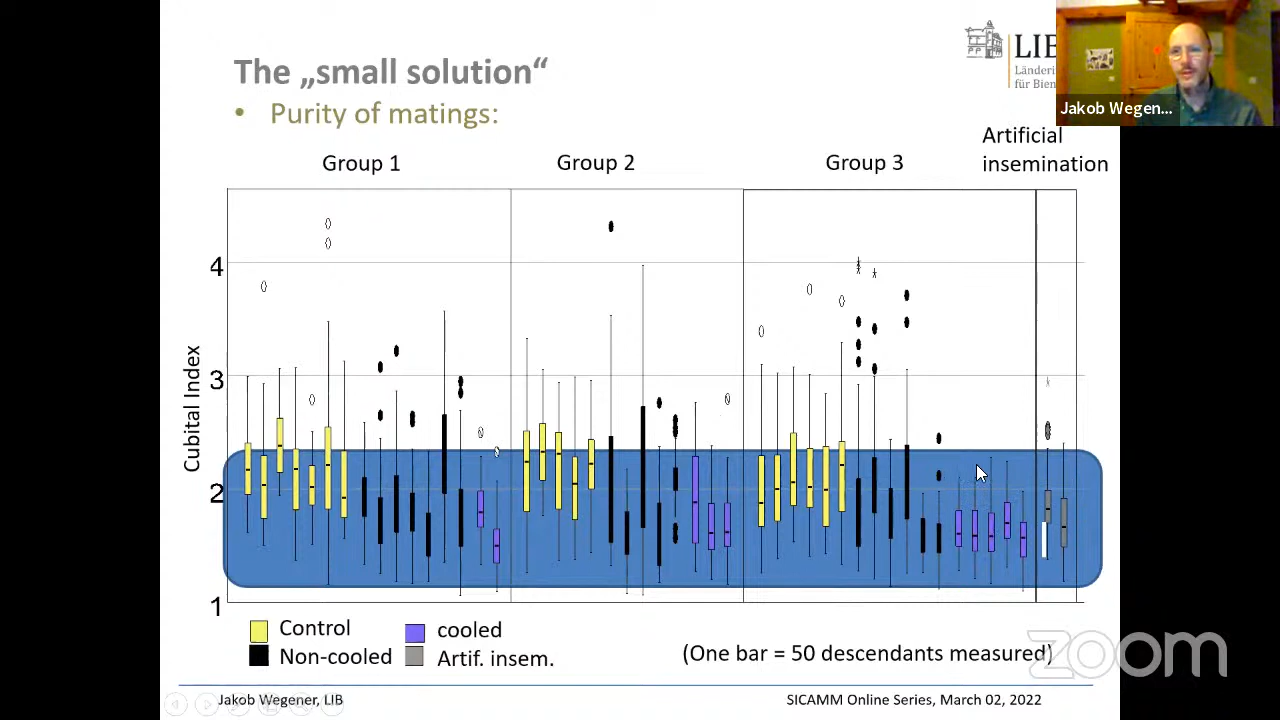 The „small solution“
• Purity of matings:
LIB
Länderi
für Bien
Jakob Wegen...
Group 1
Group 2
Group 3
Artificial
insemination
Cubital Index
4
3
2
1
Control
cooled
Non-cooled
Artif. insem.
(One bar = 50 descendants measured)
zoom
Jakob Wegener, LIB
SICAMM Online Series, March 02, 2022